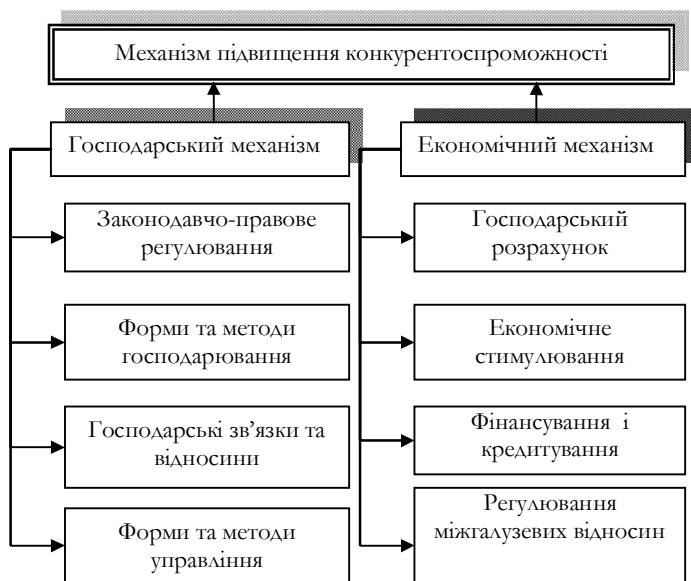 Механізм підвищення конкурентоспроможності
Господарський механізм
Законодавчо-правове
регулювання
Форми та методи
господарювання
Господарські зв’язки та
відносини
Форми та методи
управління
Економічний механізм
Господарський
розрахунок
Економічне
стимулювання
Фінансування і
кредитування
Регулювання
міжгалузевих відносин